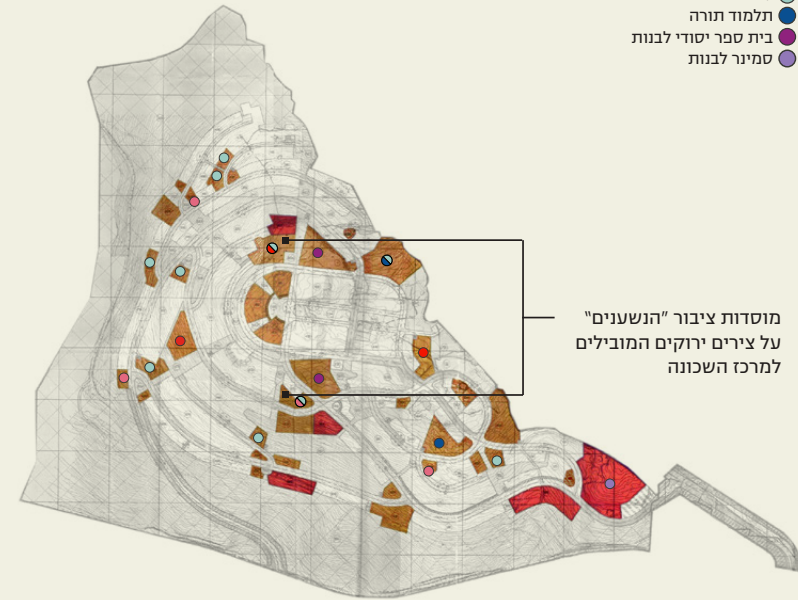 תלמוד תורה
בית ספר יסודי לבנות
סמינר לבנות
מוסדות ציבור "הנשענים"
על צירים ירוקים המובילים
למרכז השכונה